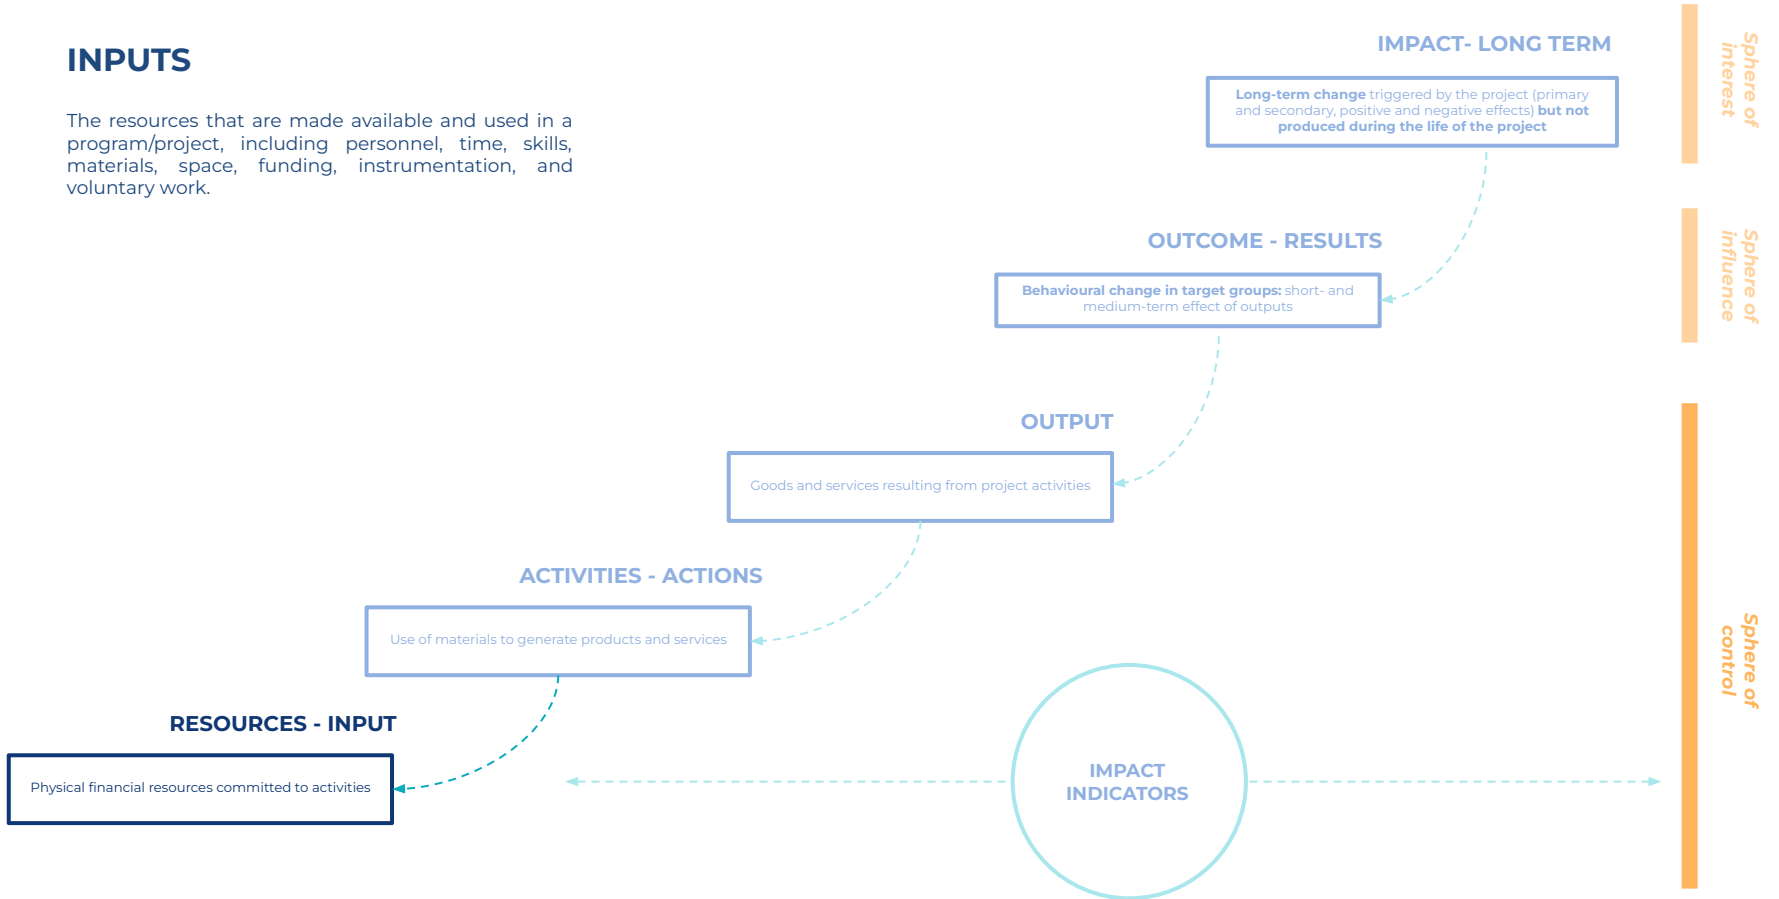 INPUTS
The resources that are made available and used in a
program/project, including personnel, time, skills,
materials, space, funding, instrumentation, and
voluntary work.
IMPACT- LONG TERM
Long-term change triggered by the project (primary
and secondary, positive and negative effects) but not
produced during the life of the project
Sphere of
interest
OUTCOME - RESULTS
Behavioural change in target groups: short- and
medium-term effect of outputs
Sphere of
influence
OUTPUT
Goods and services resulting from project activities
ACTIVITIES - ACTIONS
Use of materials to generate products and services
Sphere of
control
RESOURCES - INPUT
Physical financial resources committed to activities
IMPACT
INDICATORS